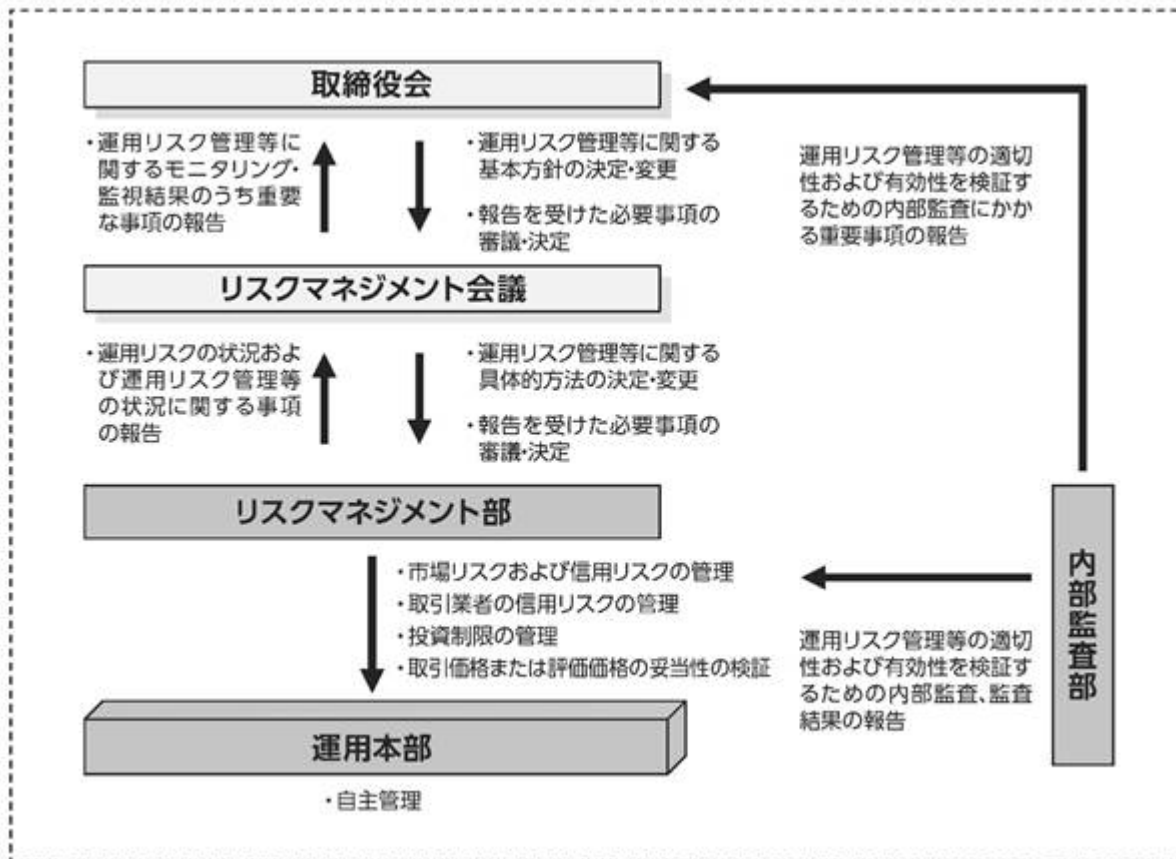 取締役会
・運用リスク管理等に
関するモニタリング・
監視結果のうち重要
な事項の報告
・運用リスク管理等に関する
基本方針の決定・変更
・報告を受けた必要事項の
審議・決定
運用リスク管理等の適切
性および有効性を検証す
るための内部監査にかか
る重要事項の報告
リスクマネジメント会議
・運用リスクの状況およ
び運用リスク管理等
の状況に関する事項
の報告
・運用リスク管理等に関する
具体的方法の決定・変更
・報告を受けた必要事項の
審議・決定
リスクマネジメント部
・市場リスクおよび信用リスクの管理
・取引業者の信用リスクの管理
・投資制限の管理
・取引価格または評価価格の妥当性の検証
内部監査部
運用リスク管理等の適切
性および有効性を検証す
るための内部監査、監査
結果の報告
運用本部
・自主管理